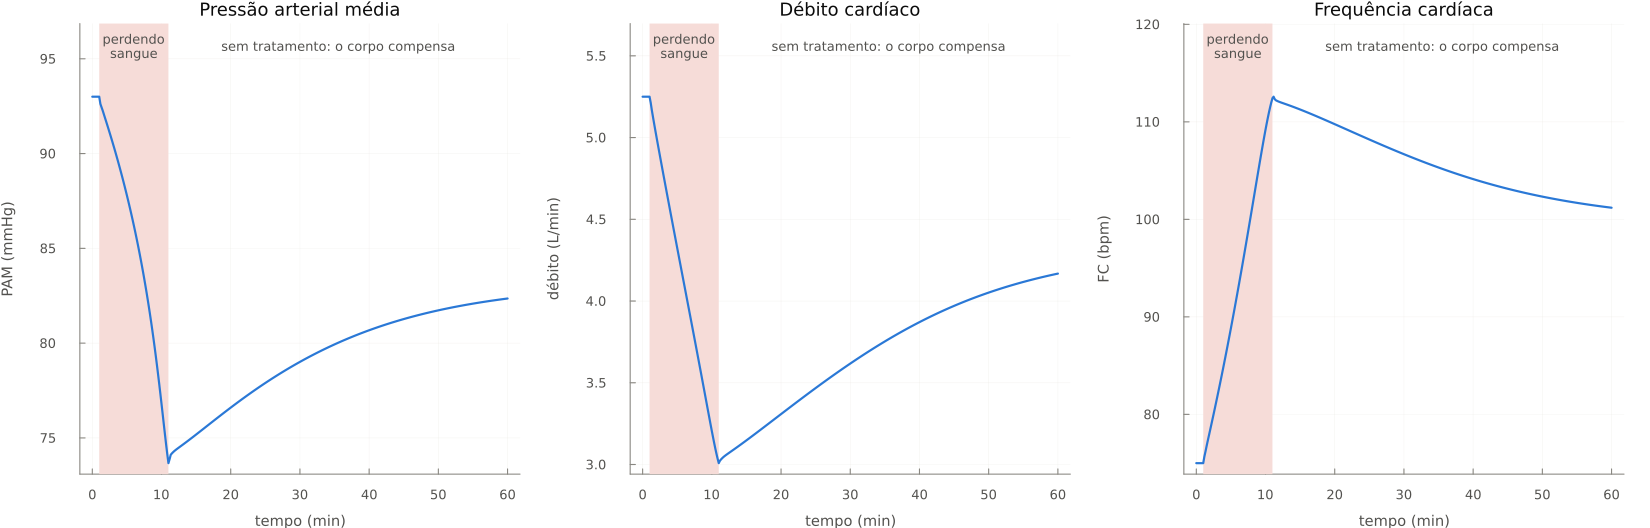 Pressão arterial média
perdendo
sangue
sem tratamento: o corpo compensa
PAM (mmHg)
95
90
85
80
75
0 10 20 30 40 50 60
tempo (min)
Débito cardíaco
perdendo
sangue
sem tratamento: o corpo compensa
débito (L/min)
5.5
5.0
4.5
4.0
3.5
3.0
0 10 20 30 40 50 60
tempo (min)
Frequência cardíaca
perdendo
sangue
sem tratamento: o corpo compensa
FC (bpm)
120
110
100
90
80
0 10 20 30 40 50 60
tempo (min)